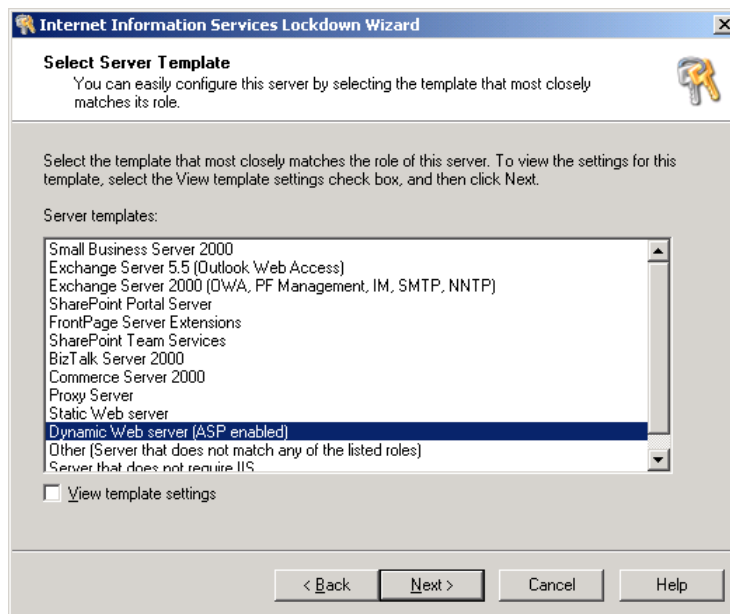 Internet Information Services Lockdown Wizard
Select Server Template
You can easily configure this server by selecting the template that most closely
matches its role.
Select the template that most closely matches the role of this server. To view the settings for this
template, select the View template settings check box, and then click Next.
Server templates:
Small Business Server 2000
Exchange Server 5.5 (Outlook Web Access)
Exchange Server 2000 (OWA, PF Management, IM, SMTP, NNTP)
SharePoint Portal Server
FrontPage Server Extensions
SharePoint Team Services
BizTalk Server 2000
Commerce Server 2000
Proxy Server
Static Web server
Dynamic Web server (ASP enabled)
Other (Server that does not match any of the listed roles)
Server that does not require IIS
View template settings
< Back Next > Cancel Help